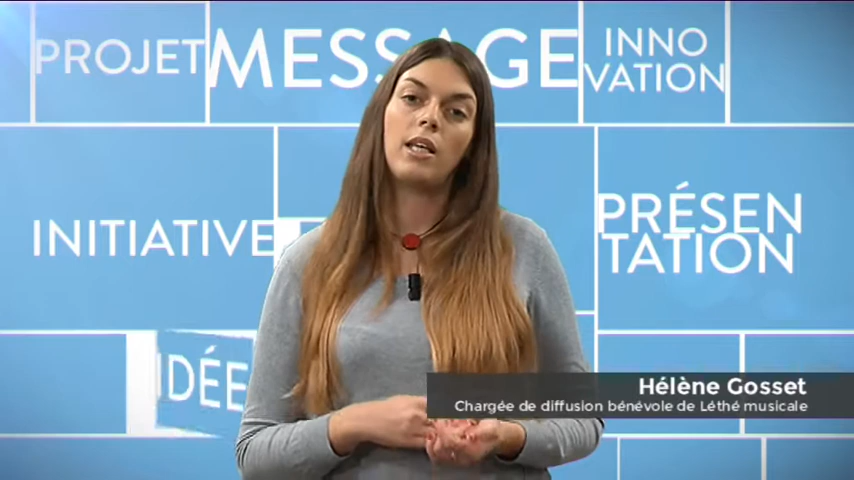 PROJET
MESSAGE
INNO
VATION
INITIATIVE
PRÉSEN
TATION
IDÉE
Hélène Gosset
Chargée de diffusion bénévole de Léthé musicale